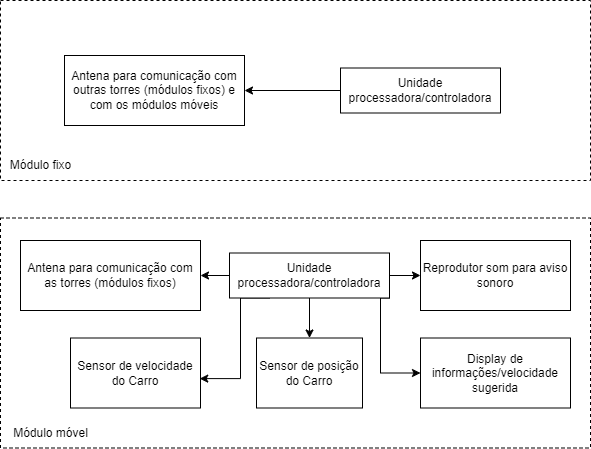 Antena para comunicação com
outras torres (módulos fixos) e
com os módulos móveis
Unidade
processadora/controladora
Módulo fixo
Antena para comunicação com
as torres (módulos fixos)
Unidade
processadora/controladora
Reprodutor som para aviso
sonoro
Sensor de velocidade
do Carro
Sensor de posição
do Carro
Display de
informações/velocidade
sugerida
Módulo móvel